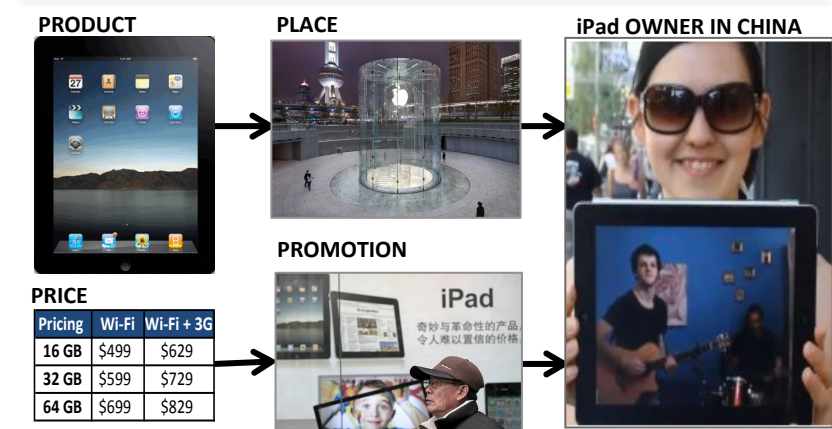 PRODUCT
PLACE
iPad OWNER IN CHINA
27
PROMOTION
iPad
奇妙与革命性的产品,
令人难以置信的价格。
PRICE
Pricing Wi-Fi Wi-Fi + 3G
16 GB $499 $629
32 GB $599 $729
64 GB $699 $829